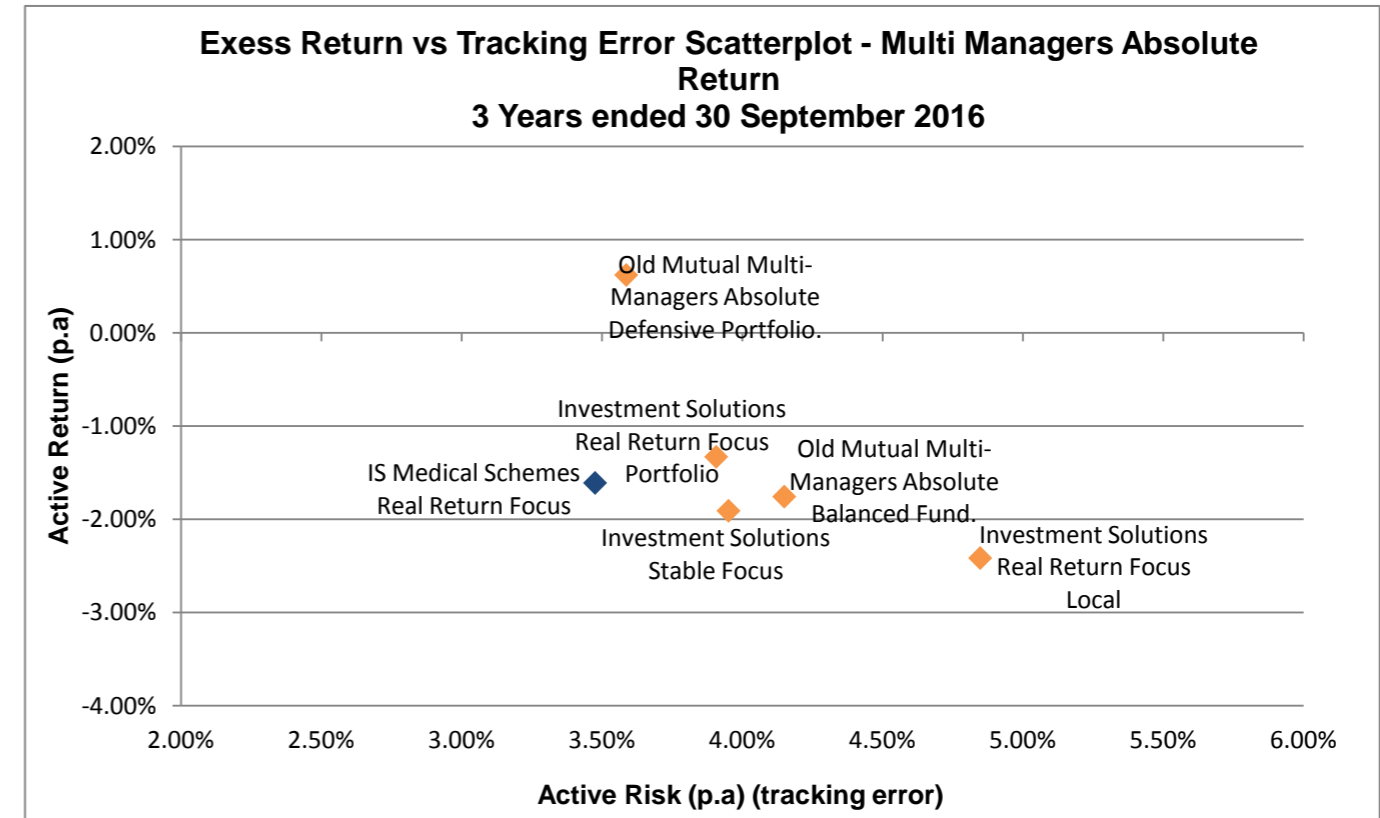 Exess Return vs Tracking Error Scatterplot - Multi Managers Absolute
Return
3 Years ended 30 September 2016
2.00%
1.00%
0.00%
-1.00%
-2.00%
-3.00%
-4.00%
Active Return (p.a)
Old Mutual Multi-
Managers Absolute
Defensive Portfolio.
Investment Solutions
Real Return Focus
Portfolio
Old Mutual Multi-
Managers Absolute
Balanced Fund.
IS Medical Schemes
Real Return Focus
Investment Solutions
Stable Focus
Investment Solutions
Real Return Focus
Local
2.00% 2.50% 3.00% 3.50% 4.00% 4.50% 5.00% 5.50% 6.00%
Active Risk (p.a) (tracking error)